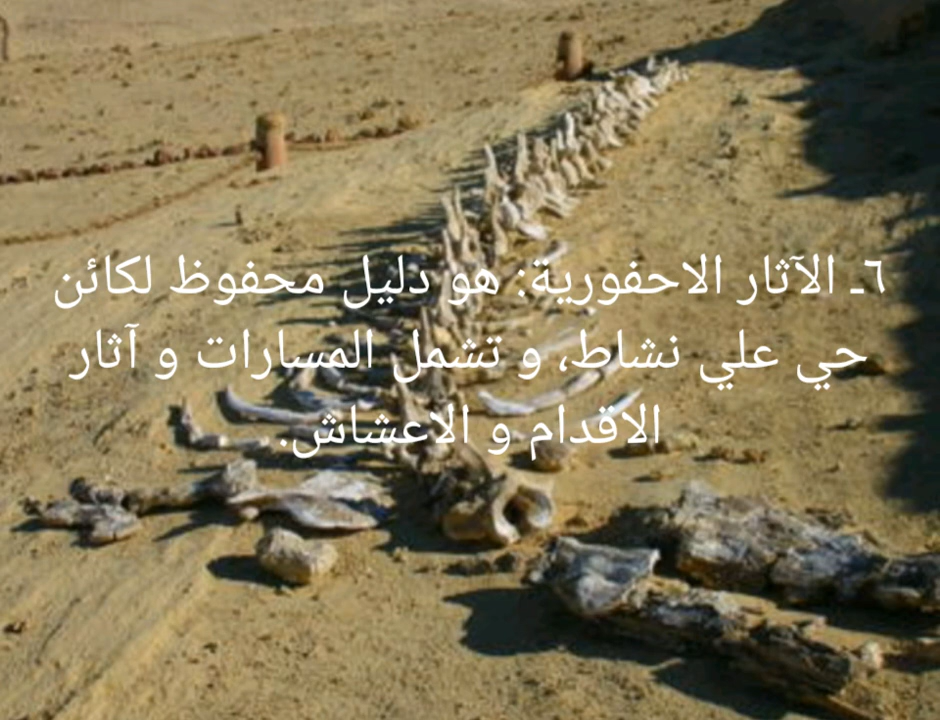 ٦ـ الآثار الاحفورية: هو دليل محفوظ لكائن
حي علي نشاط، و تشمل المسارات و آثار
الاقدام و الاعشاش.